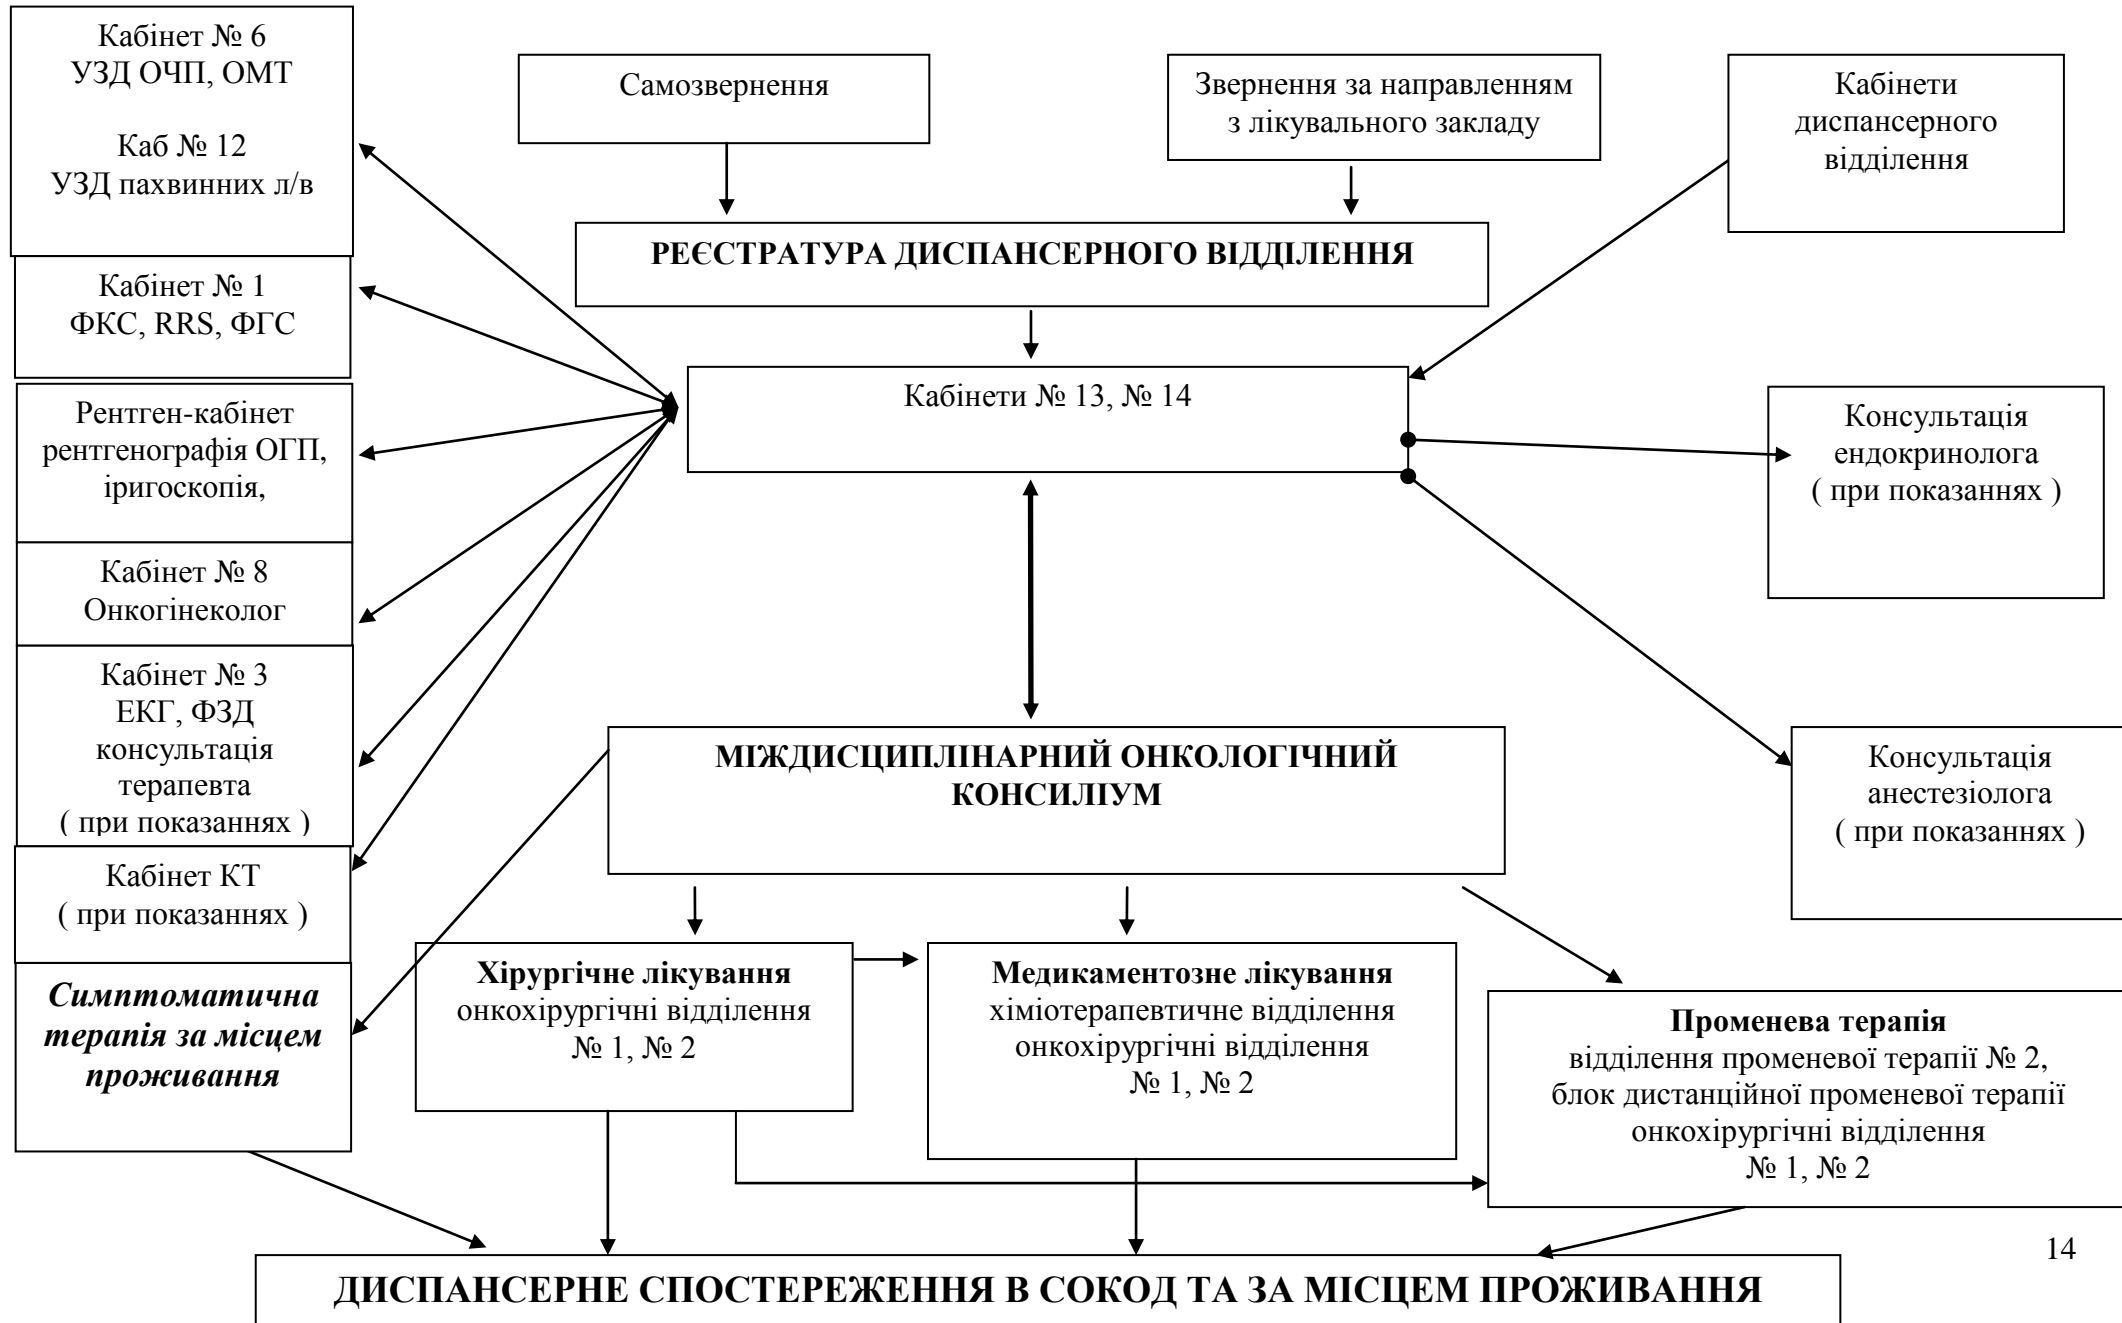 Кабінет № 6
УЗД ОЧП, ОМТ
Каб № 12
УЗД пахвинних л/в
Самозвернення
Звернення за направленням
з лікувального закладу
Кабінети
диспансерного
відділення
РЕЄСТРАТУРА ДИСПАНСЕРНОГО ВІДДІЛЕННЯ
Кабінет № 1
ФКС, RRS, ФГС
Кабінети № 13, № 14
Рентген-кабінет
рентгенографія ОГП,
іригоскопія,
Консультація
ендокринолога
( при показаннях )
Кабінет № 8
Онкогінеколог
Кабінет № 3
ЕКГ, ФЗД
консультація
терапевта
( при показаннях )
МІЖДИСЦИПЛІНАРНИЙ ОНКОЛОГІЧНИЙ
КОНСИЛІУМ
Консультація
анестезіолога
( при показаннях )
Кабінет КТ
( при показаннях )
Симптоматична
терапія за місцем
проживання
Хірургічне лікування
онкохірургічні відділення
№ 1, № 2
Медикаментозне лікування
хіміотерапевтичне відділення
онкохірургічні відділення
№ 1, № 2
Променева терапія
відділення променевої терапії № 2,
блок дистанційної променевої терапії
онкохірургічні відділення
№ 1, № 2
14
ДИСПАНСЕРНЕ СПОСТЕРЕЖЕННЯ В СОКОД ТА ЗА МІСЦЕМ ПРОЖИВАННЯ